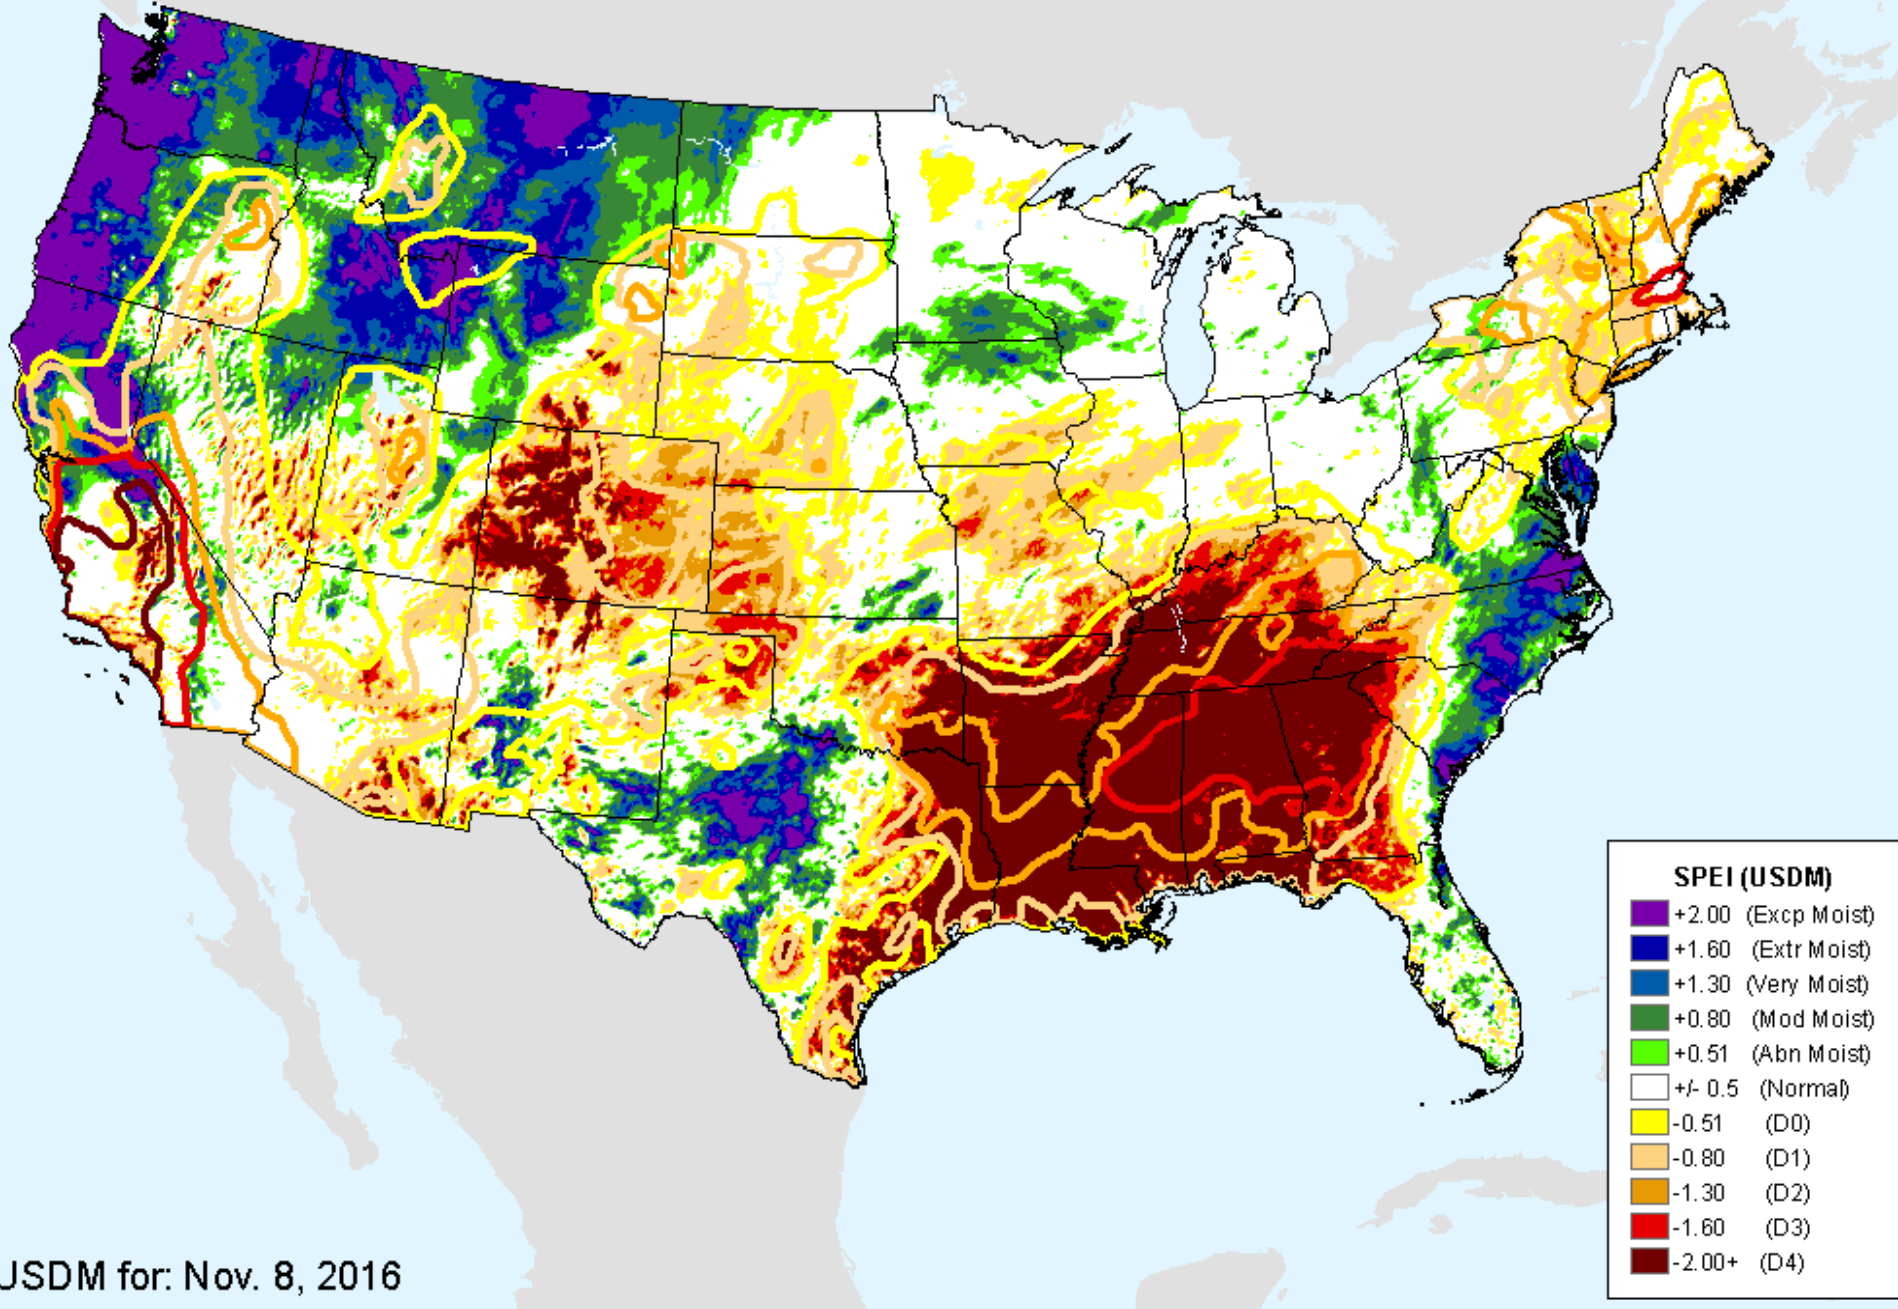 SPEI (USDM)
+2.00 (Excp Moist)
+1.60 (Extr Moist)
+1.30 (Very Moist)
+0.80 (Mod Moist)
+0.51 (Abn Moist)
+/- 0.5 (Normal)
-0.51 (D0)
-0.80 (D1)
-1.30 (D2)
-1.60 (D3)
-2.00+ (D4)
USDM for: Nov. 8, 2016